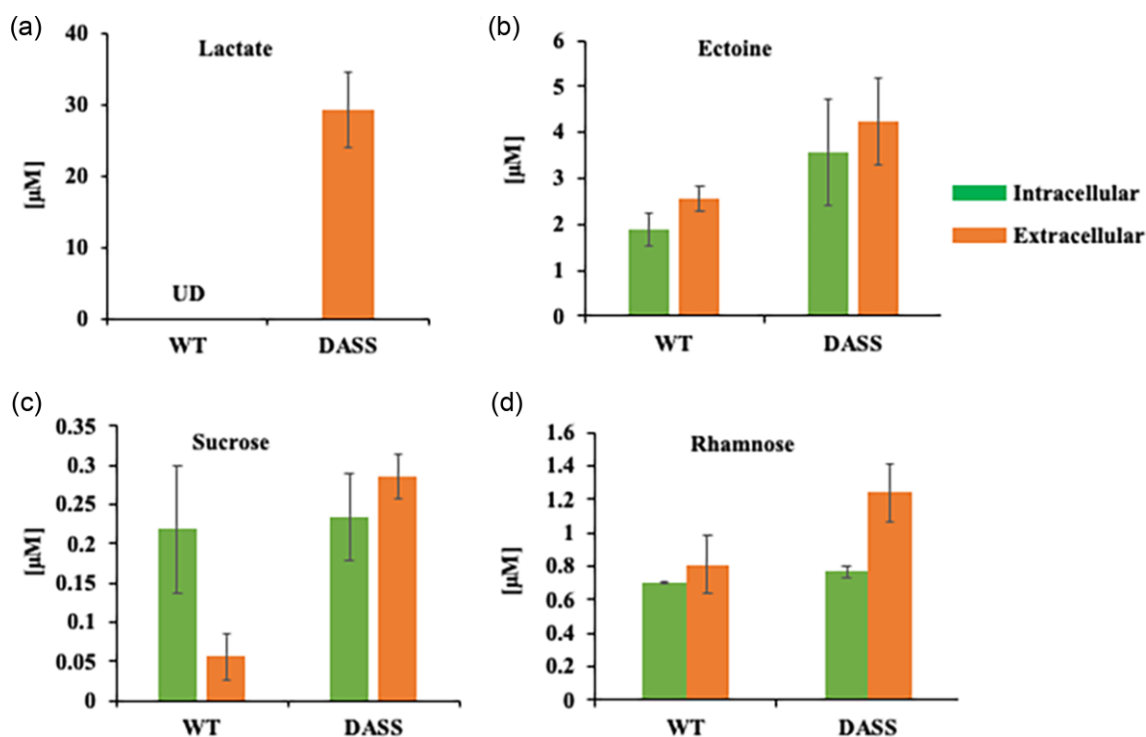 (a)
Lactate
40
30
20
10
0
[µM]
UD
WT
DASS
(b)
Ectoine
6
5
4
3
2
1
0
[µM]
WT
DASS
Intracellular
Extracellular
(c)
Sucrose
0.35
0.3
0.25
0.2
0.15
0.1
0.05
0
[µM]
WT
DASS
(d)
Rhamnose
1.6
1.4
1.2
1
0.8
0.6
0.4
0.2
0
[µM]
WT
DASS